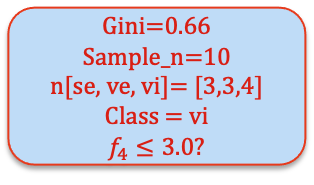 Gini=0.66
Sample_n=10
n[se, ve, vi]= [3,3,4]
Class = vi
f₄ ≤ 3.0?